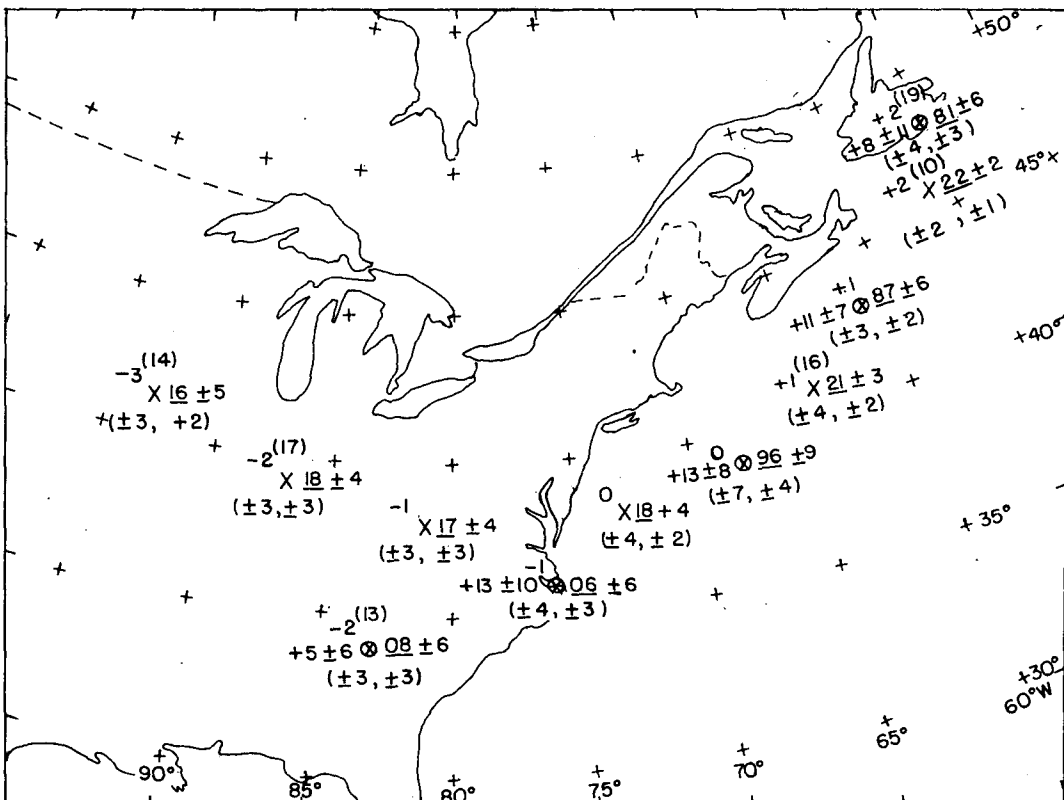 +50°
+2(19)
+8 ±11 ⊗ 81 ±6
(±4, ±3)
+2(10)
X 22 ±2
45°x
(±2, ±1)
+1
+11 ±7 ⊗ 87 ±6
(±3, ±2)
+40°
(16)
+1 X 21 ± 3
(±4, ±2)
-3(14)
X 16 ±5
(±3, +2)
-2(17)
X 18 ± 4
(±3, ±3)
0
+13 ±8 ⊗ 96 ±9
(±7, ±4)
0
X 18 + 4
(±4, ± 2)
-1
X 17 ± 4
(±3, ±3)
+35°
-1
+13 ±10 ⊗ 06 ±6
(±4, ±3)
-2(13)
+5 ±6 ⊗ 08 ±6
(±3, ±3)
+30°
60°W
65°
70°
75°
80°
85°
90°